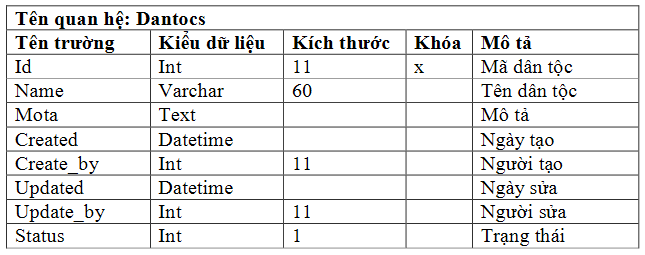 Tên quan hệ: Dantocs
Tên trường Kiểu dữ liệu Kích thước Khóa Mô tả
Id Int 11 x Mã dân tộc
Name Varchar 60 Tên dân tộc
Mota Text Mô tả
Created Datetime Ngày tạo
Create_by Int 11 Người tạo
Updated Datetime Ngày sửa
Update_by Int 11 Người sửa
Status Int 1 Trạng thái